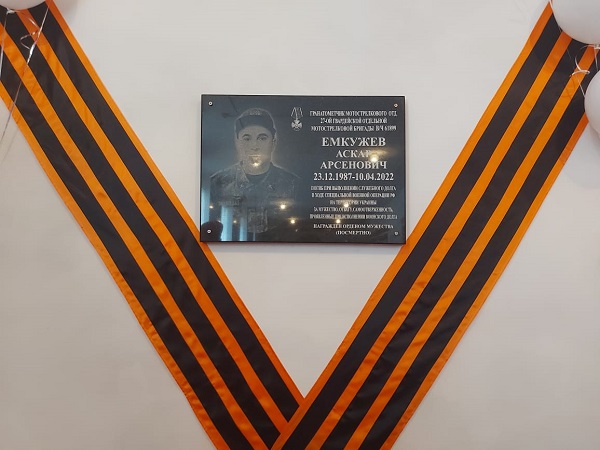 ГРАНАТОМЕТЧИК МОТОСТРЕЛКОВОГО ОТД.
27-ОЙ ГВАРДЕЙСКОЙ ОТДЕЛЬНОЙ
МОТОСТРЕЛКОВОЙ БРИГАДЫ В/Ч 61899
ЕМКУЖЕВ
АСКАР
АРСЕНОВИЧ
23.12.1987-10.04.2022
ПОГИБ ПРИ ВЫПОЛНЕНИИ СЛУЖЕБНОГО ДОЛГА
В ХОДЕ СПЕЦИАЛЬНОЙ ВОЕННОЙ ОПЕРАЦИИ РФ
НА ТЕРРИТОРИИ УКРАИНЫ
ЗА МУЖЕСТВО, ОТВАГУ, САМООТВЕРЖЕННОСТЬ,
ПРОЯВЛЕННЫЕ ПРИ ИСПОЛНЕНИИ ВОИНСКОГО ДОЛГА
НАГРАЖДЕН ОРДЕНОМ МУЖЕСТВА
(ПОСМЕРТНО)